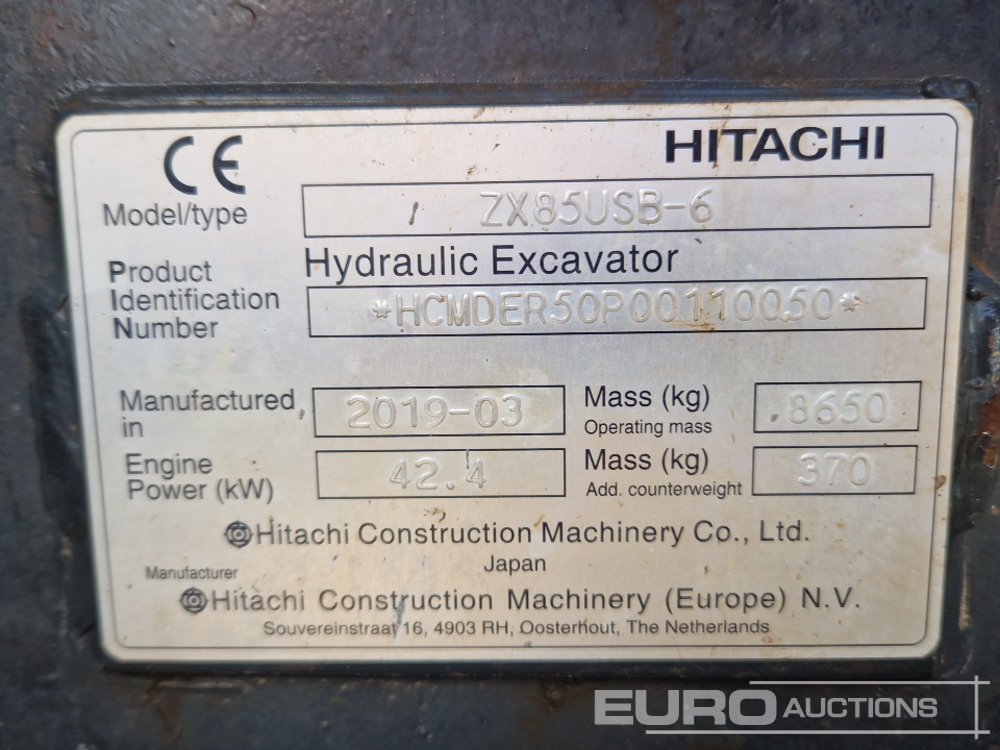 CE
HITACHI
Model/type ZX85USB-6
Hydraulic Excavator
Product
Identification
Number
*HCMDER50P00110050*
Manufactured
in
2019-03
Mass (kg)
Operating mass
8650
Engine
Power (kW)
42.4
Mass (kg)
Add. counterweight
370
Hitachi Construction Machinery Co., Ltd.
Japan
Manufacturer
Hitachi Construction Machinery (Europe) N.V.
Souvereinstraat 16, 4903 RH, Oosterhout, The Netherlands
EURO AUCTIONS